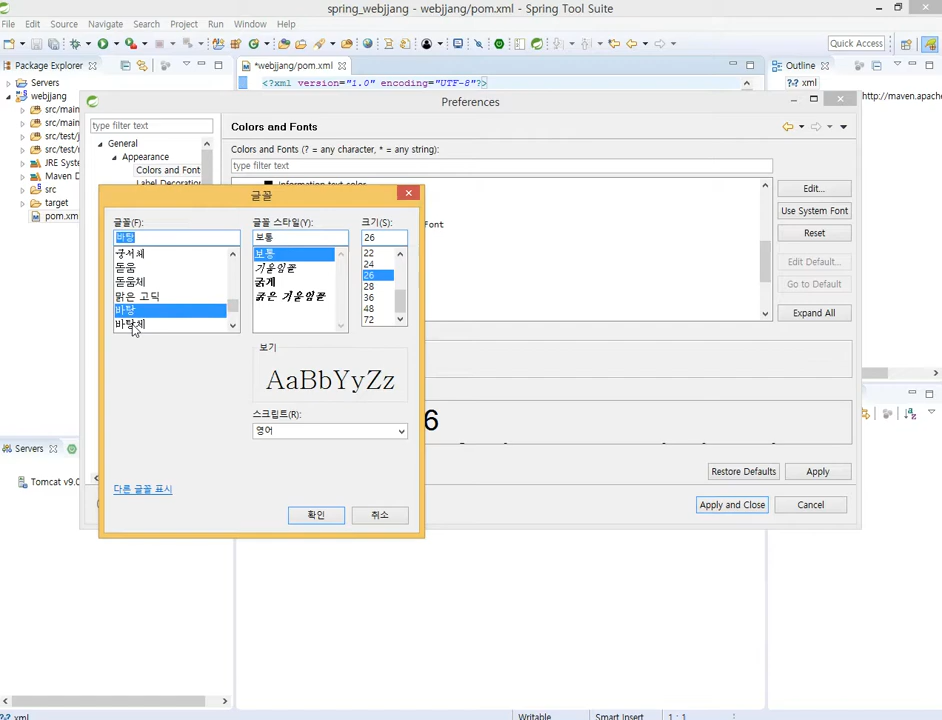 spring_webjjang - webjjang/pom.xml - Spring Tool Suite
File Edit Source Navigate Search Project Run Window Help
Quick Access
Package Explorer
*webjjang/pom.xml
Outline
Servers
<?xml version="1.0" encoding="UTF-8"?>
xml
webjjang
src/main
src/main
src/test/j
src/test/r
JRE Syste
Maven D
src
target
pom.xm
http://maven.apache
Preferences
type filter text
General
Appearance
Colors and Font
Label Decoration
Colors and Fonts
Colors and Fonts (? = any character, * = any string):
type filter text
Information text color
Font
Edit...
Use System Font
Reset
Edit Default...
Go to Default
Expand All
6
Restore Defaults
Apply
Apply and Close
Cancel
글꼴
글꼴(F):
바탕
궁서체
돋움
돋움체
맑은 고딕
바탕
바탕체
글꼴 스타일(Y):
보통
보통
기울임꼴
굵게
굵은 기울임꼴
크기(S):
26
22
24
26
28
36
48
72
보기
AaBbYyZz
스크립트(R):
영어
다른 글꼴 표시
확인
취소
Servers
Tomcat v9.0
xml
Writable
Smart Insert
1 : 1